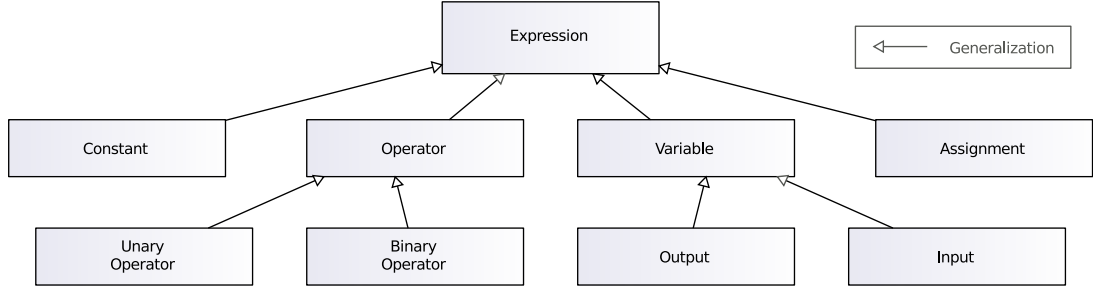 Expression
Generalization
Constant
Operator
Variable
Assignment
Unary
Operator
Binary
Operator
Output
Input